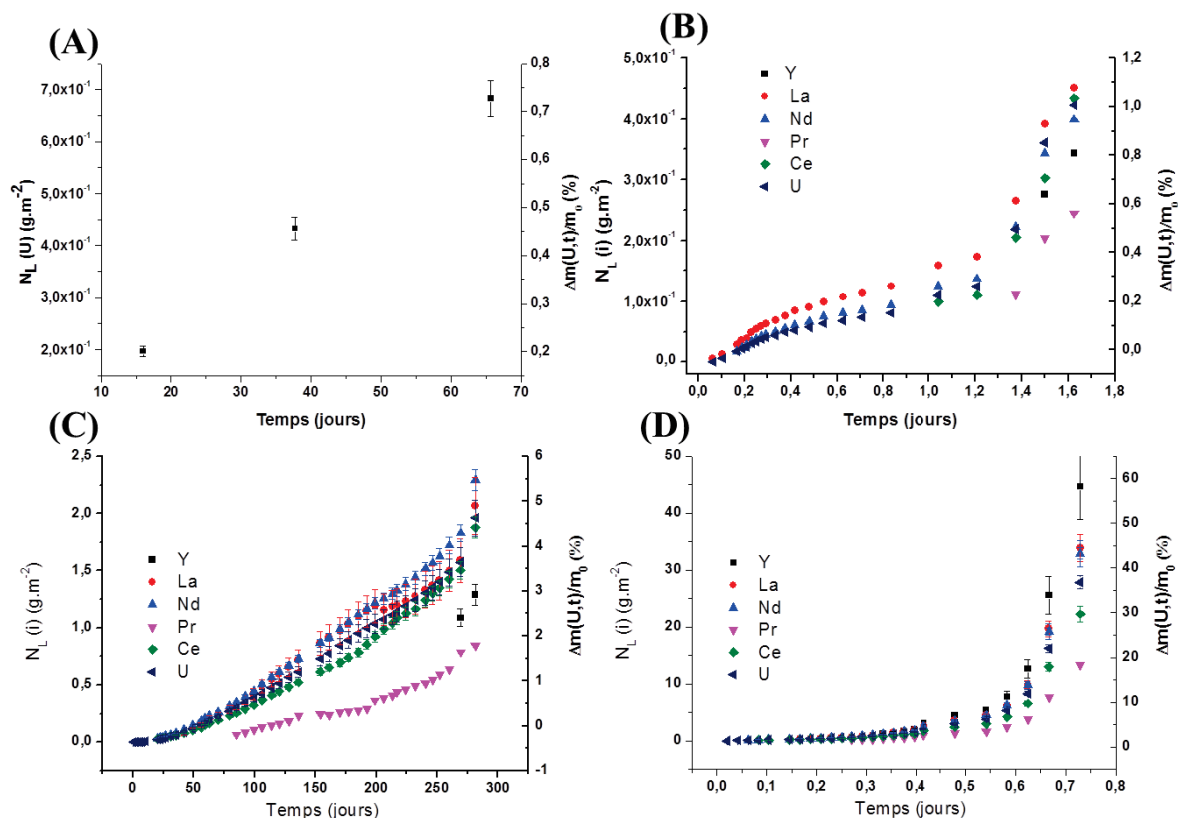 (A)
N_L (U) (g.m⁻²)
7,0x10⁻¹
6,0x10⁻¹
5,0x10⁻¹
4,0x10⁻¹
3,0x10⁻¹
2,0x10⁻¹
10 20 30 40 50 60 70
Temps (jours)
0,8
0,7
0,6
0,5
0,4
0,3
0,2
Δm(U,t)/m₀ (%)
(B)
N_L (i) (g.m⁻²)
5,0x10⁻¹
4,0x10⁻¹
3,0x10⁻¹
2,0x10⁻¹
1,0x10⁻¹
0,0
Y
La
Nd
Pr
Ce
U
0,0 0,2 0,4 0,6 0,8 1,0 1,2 1,4 1,6 1,8
Temps (jours)
1,2
1,0
0,8
0,6
0,4
0,2
0,0
Δm(U,t)/m₀ (%)
(C)
N_L (i) (g.m⁻²)
2,5
2,0
1,5
1,0
0,5
0,0
Y
La
Nd
Pr
Ce
U
0 50 100 150 200 250 300
Temps (jours)
6
5
4
3
2
1
0
-1
Δm(U,t)/m₀ (%)
(D)
N_L (i) (g.m⁻²)
50
40
30
20
10
0
Y
La
Nd
Pr
Ce
U
0,0 0,1 0,2 0,3 0,4 0,5 0,6 0,7 0,8
Temps (jours)
60
50
40
30
20
10
0
Δm(U,t)/m₀ (%)